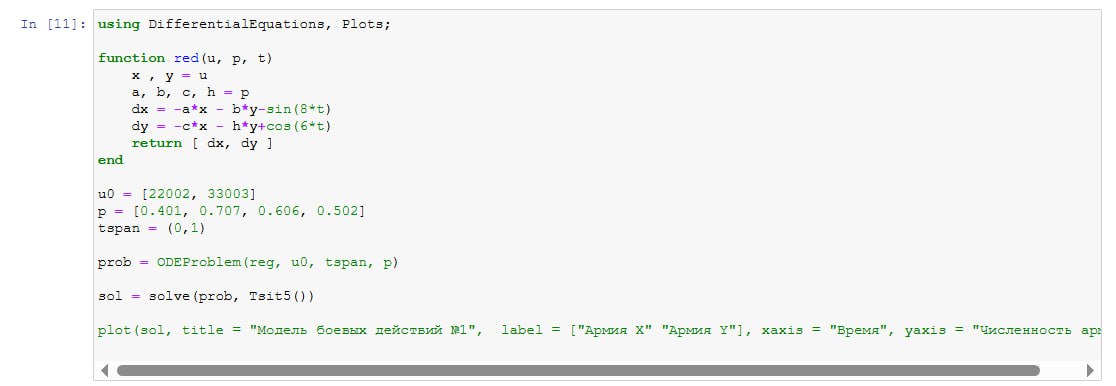 In [11]: using DifferentialEquations, Plots;
function red(u, p, t)
x , y = u
a, b, c, h = p
dx = -a*x - b*y-sin(8*t)
dy = -c*x - h*y+cos(6*t)
return [ dx, dy ]
end
u0 = [22002, 33003]
p = [0.401, 0.707, 0.606, 0.502]
tspan = (0,1)
prob = ODEProblem(reg, u0, tspan, p)
sol = solve(prob, Tsit5())
plot(sol, title = "Модель боевых действий №1",  label = ["Армия X" "Армия Y"], xaxis = "Время", yaxis = "Численность